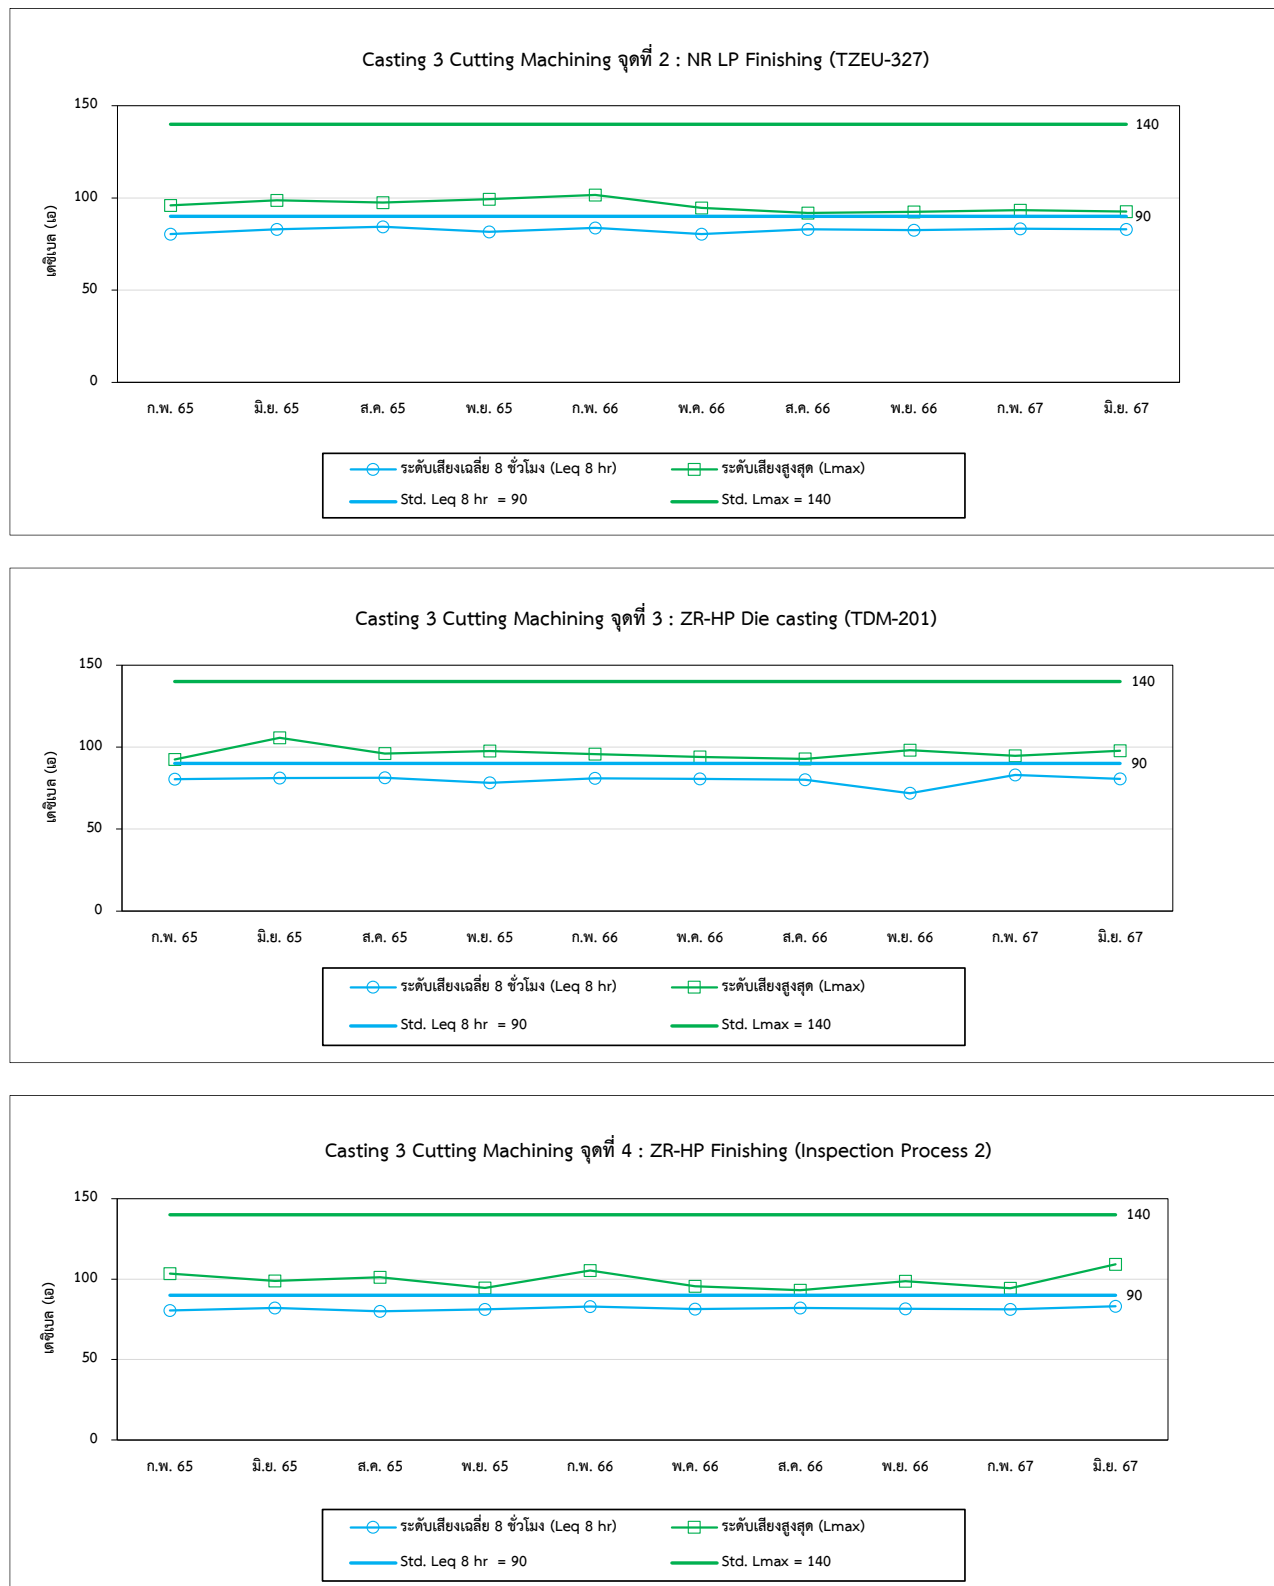 Casting 3 Cutting Machining จุดที่ 2 : NR LP Finishing (TZEU-327)
150
140
100
90
เดซิเบล (เอ)
50
0
ก.พ. 65 มิ.ย. 65 ส.ค. 65 พ.ย. 65 ก.พ. 66 พ.ค. 66 ส.ค. 66 พ.ย. 66 ก.พ. 67 มิ.ย. 67
ระดับเสียงเฉลี่ย 8 ชั่วโมง (Leq 8 hr) ระดับเสียงสูงสุด (Lmax)
Std. Leq 8 hr = 90 Std. Lmax = 140
Casting 3 Cutting Machining จุดที่ 3 : ZR-HP Die casting (TDM-201)
150
140
100
90
เดซิเบล (เอ)
50
0
ก.พ. 65 มิ.ย. 65 ส.ค. 65 พ.ย. 65 ก.พ. 66 พ.ค. 66 ส.ค. 66 พ.ย. 66 ก.พ. 67 มิ.ย. 67
ระดับเสียงเฉลี่ย 8 ชั่วโมง (Leq 8 hr) ระดับเสียงสูงสุด (Lmax)
Std. Leq 8 hr = 90 Std. Lmax = 140
Casting 3 Cutting Machining จุดที่ 4 : ZR-HP Finishing (Inspection Process 2)
150
140
100
90
เดซิเบล (เอ)
50
0
ก.พ. 65 มิ.ย. 65 ส.ค. 65 พ.ย. 65 ก.พ. 66 พ.ค. 66 ส.ค. 66 พ.ย. 66 ก.พ. 67 มิ.ย. 67
ระดับเสียงเฉลี่ย 8 ชั่วโมง (Leq 8 hr) ระดับเสียงสูงสุด (Lmax)
Std. Leq 8 hr = 90 Std. Lmax = 140